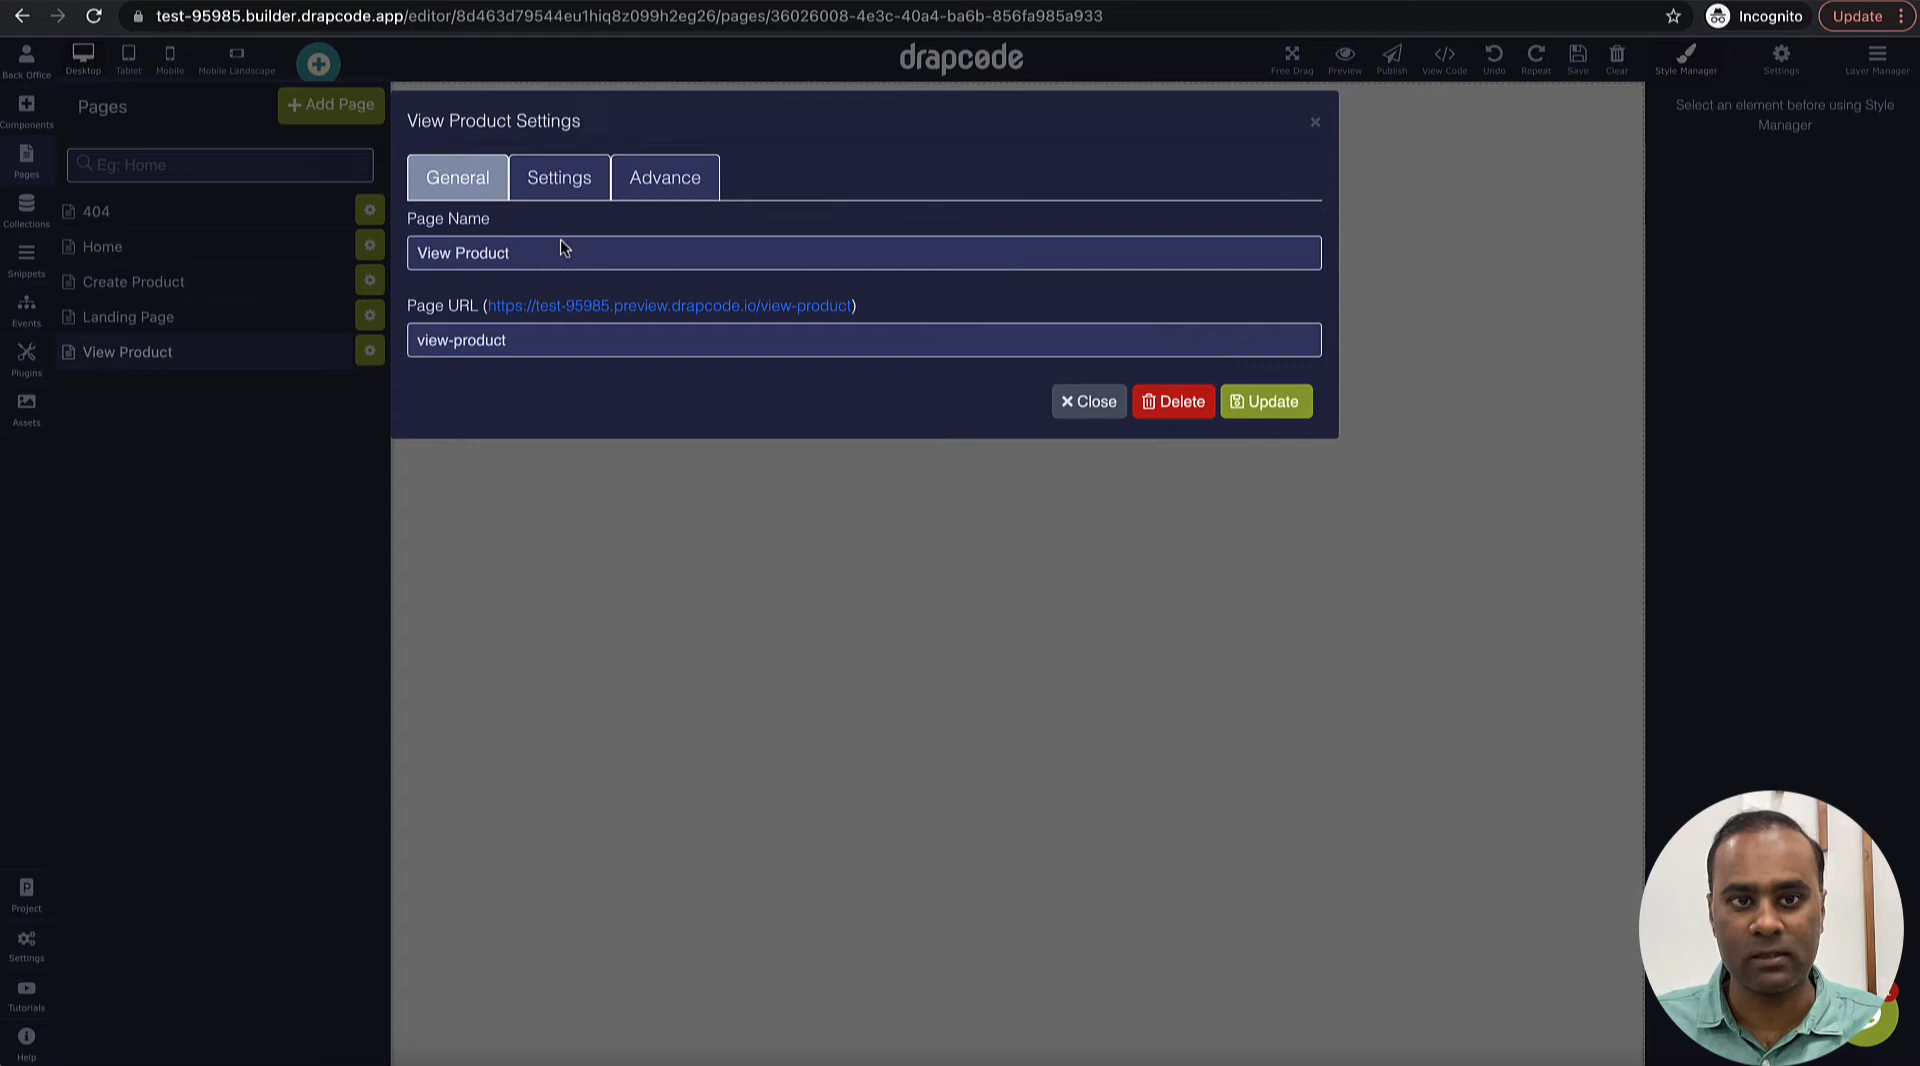 test-95985.builder.drapcode.app/editor/8d463d79544eu1hiq8z099h2eg26/pages/36026008-4e3c-40a4-ba6b-856fa985a933
Incognito
Update
Back Office
Desktop
Tablet
Mobile
Mobile Landscape
drapcode
Free Drag
Preview
Publish
View Code
Undo
Repeat
Save
Clear
Style Manager
Settings
Layer Manager
Components
Pages
Collections
Snippets
Events
Plugins
Assets
Project
Settings
Tutorials
Help
Pages
+ Add Page
Eg: Home
404
Home
Create Product
Landing Page
View Product
View Product Settings
×
General
Settings
Advance
Page Name
View Product
Page URL (https://test-95985.preview.drapcode.io/view-product)
view-product
Close
Delete
Update
Select an element before using Style
Manager